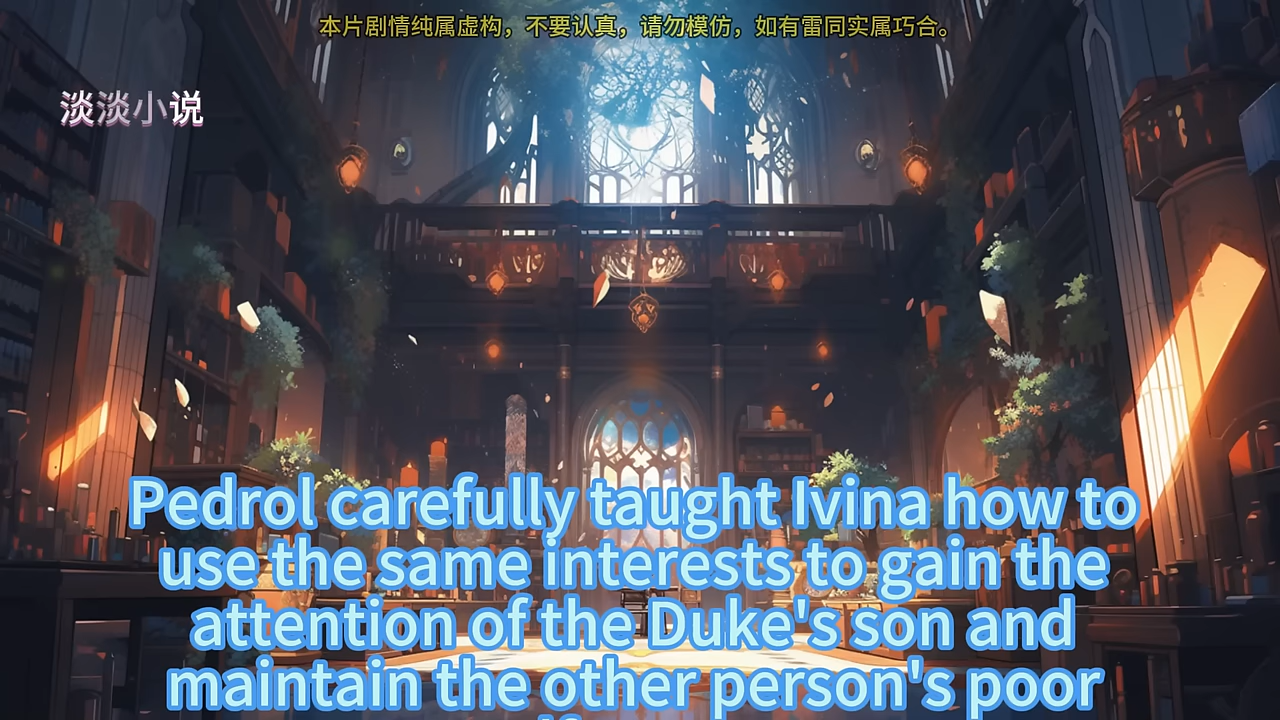 本片剧情纯属虚构，不要认真，请勿模仿，如有雷同实属巧合。
淡淡小说
Pedrol carefully taught Ivina how to
use the same interests to gain the
attention of the Duke's son and
maintain the other person's poor